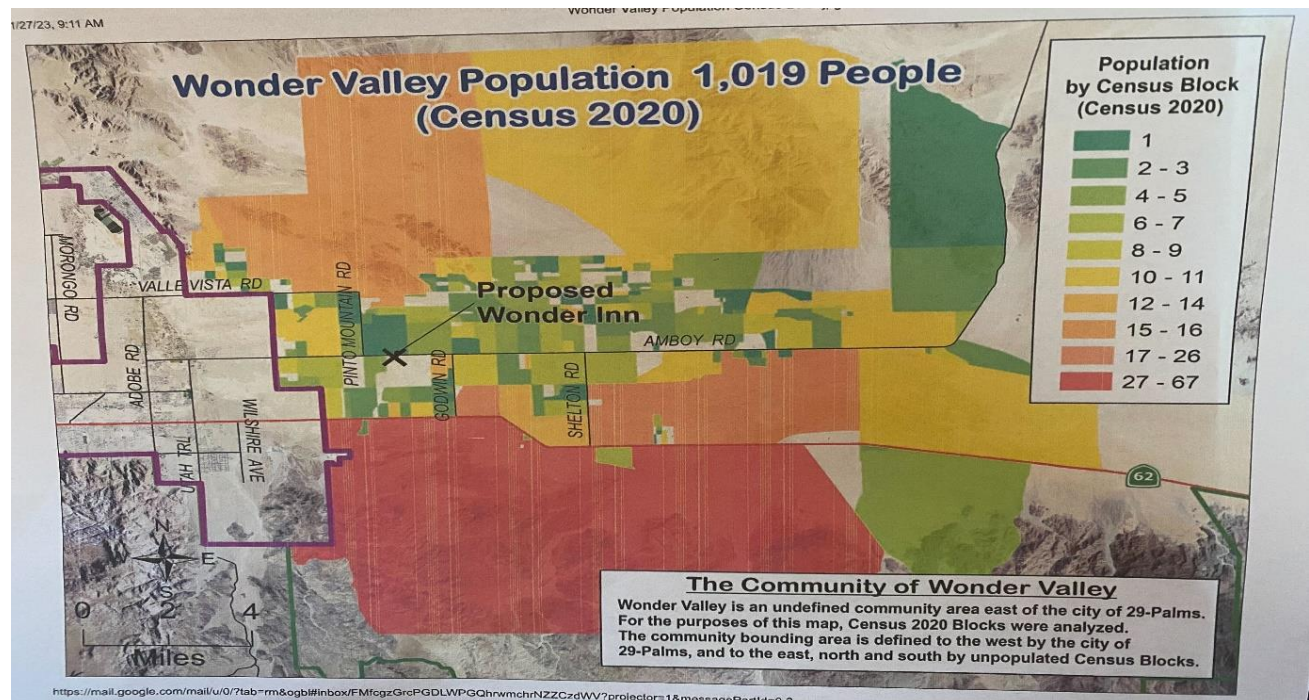 1/27/23, 9:11 AM
Wonder Valley Population Census
Wonder Valley Population 1,019 People
(Census 2020)
Population
by Census Block
(Census 2020)
1
2 - 3
4 - 5
6 - 7
8 - 9
10 - 11
12 - 14
15 - 16
17 - 26
27 - 67
MORONGO RD
VALLE VISTA RD
PINTO MOUNTAIN RD
Proposed
Wonder Inn
AMBOY RD
ADOBE RD
GODWIN RD
SHELTON RD
WILSHIRE AVE
UTAH TRL
62
N
W E
S
0 2 4
Miles
The Community of Wonder Valley
Wonder Valley is an undefined community area east of the city of 29-Palms.
For the purposes of this map, Census 2020 Blocks were analyzed.
The community bounding area is defined to the west by the city of
29-Palms, and to the east, north and south by unpopulated Census Blocks.